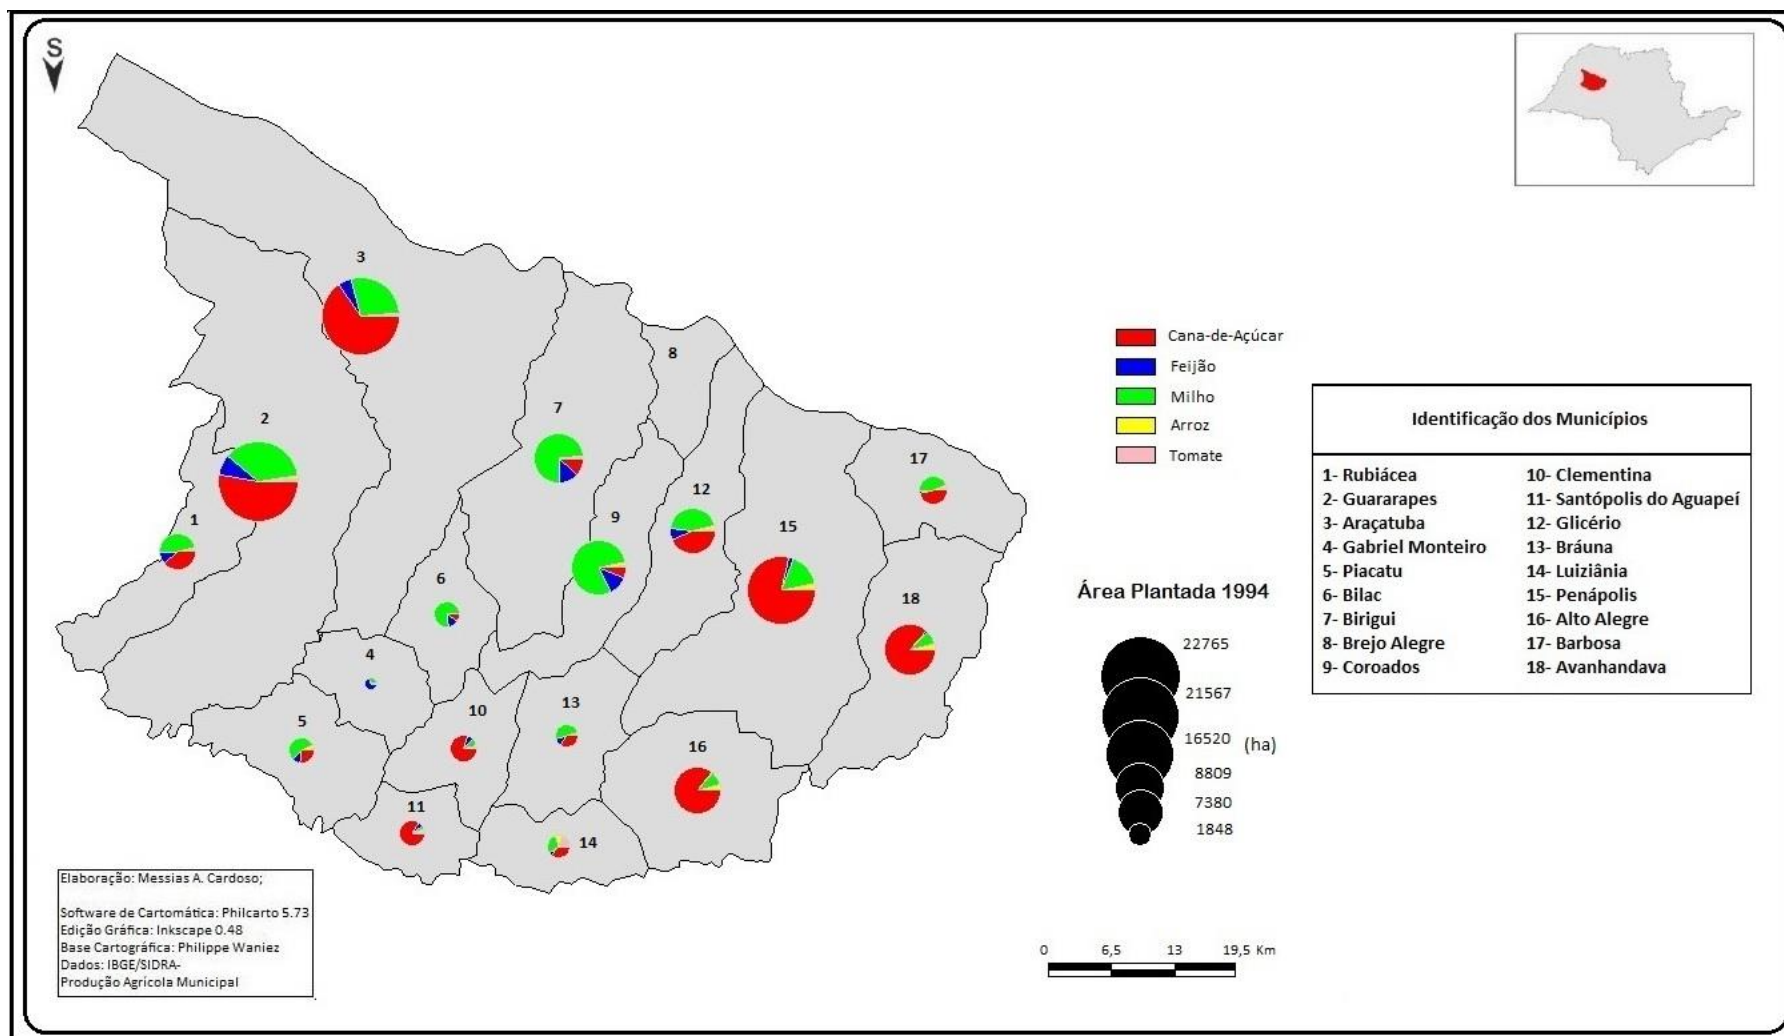 S
3
8
2
7
17
12
1
9
15
6
18
4
13
10
5
16
11
14
Cana-de-Açúcar
Feijão
Milho
Arroz
Tomate
Área Plantada 1994
22765
21567
16520
(ha)
8809
7380
1848
0 6,5 13 19,5 Km
Identificação dos Municípios
1- Rubiácea
2- Guararapes
3- Araçatuba
4- Gabriel Monteiro
5- Piacatu
6- Bilac
7- Birigui
8- Brejo Alegre
9- Coroados
10- Clementina
11- Santópolis do Aguapeí
12- Glicério
13- Bráuna
14- Luiziânia
15- Penápolis
16- Alto Alegre
17- Barbosa
18- Avanhandava
Elaboração: Messias A. Cardoso;
Software de Cartomática: Philcarto 5.73
Edição Gráfica: Inkscape 0.48
Base Cartográfica: Philippe Waniez
Dados: IBGE/SIDRA-
Produção Agrícola Municipal